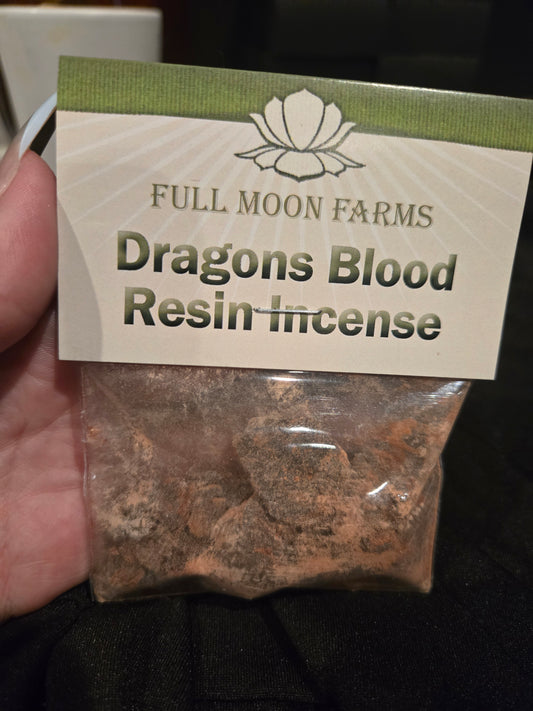 FULL MOON FARMS
Dragons Blood
Resin Incense